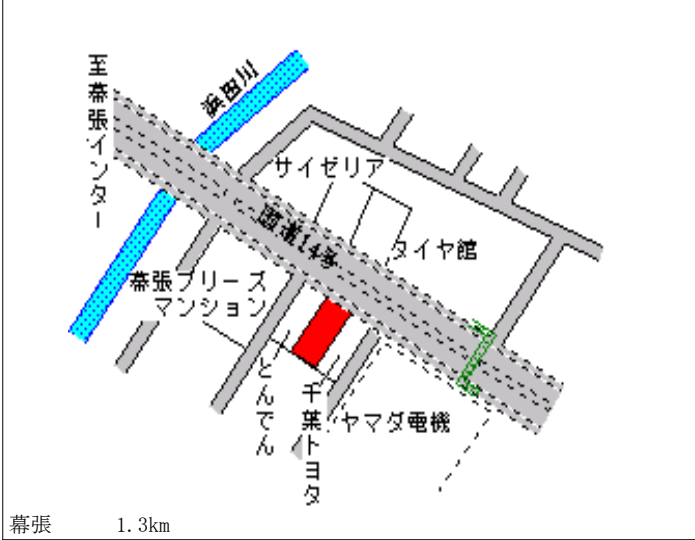 至幕張インター
浜田川
サイゼリア
国道14号
タイヤ館
幕張ブリーズ
マンション
とんでん
千葉トヨタ
ヤマダ電機
幕張 1.3km